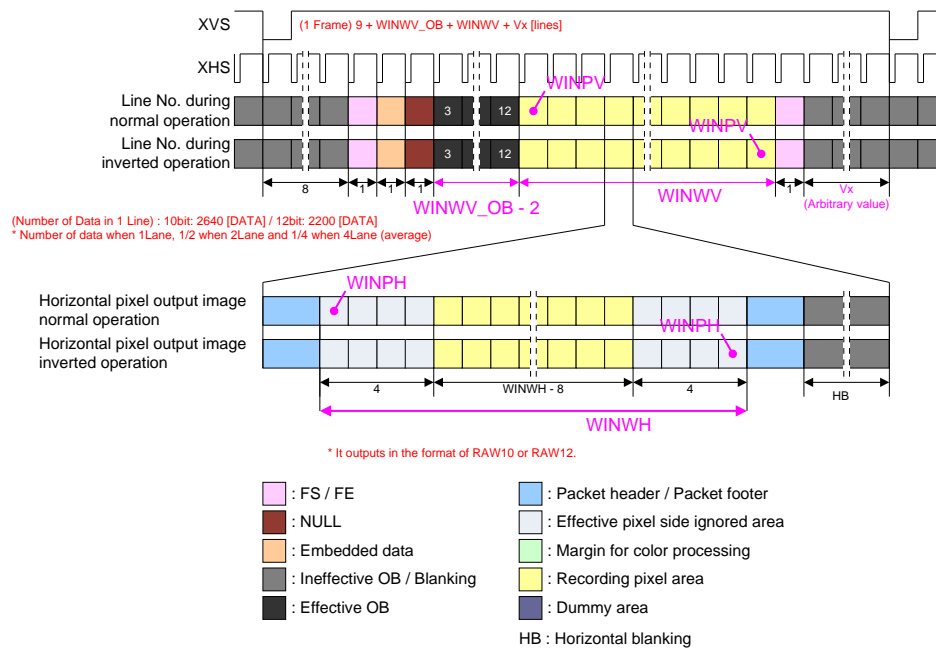 XVS
(1 Frame) 9 + WINWV_OB + WINWV + Vx [lines]
XHS
Line No. during
normal operation
3
12
WINPV
Line No. during
inverted operation
3
12
WINPV
8
1
1
1
WINWV_OB - 2
WINWV
1
Vx
(Arbitrary value)
(Number of Data in 1 Line) : 10bit: 2640 [DATA] / 12bit: 2200 [DATA]
* Number of data when 1Lane, 1/2 when 2Lane and 1/4 when 4Lane (average)
WINPH
Horizontal pixel output image
normal operation
WINPH
Horizontal pixel output image
inverted operation
4
WINWH - 8
4
HB
WINWH
* It outputs in the format of RAW10 or RAW12.
: FS / FE
: NULL
: Embedded data
: Ineffective OB / Blanking
: Effective OB
: Packet header / Packet footer
: Effective pixel side ignored area
: Margin for color processing
: Recording pixel area
: Dummy area
HB : Horizontal blanking